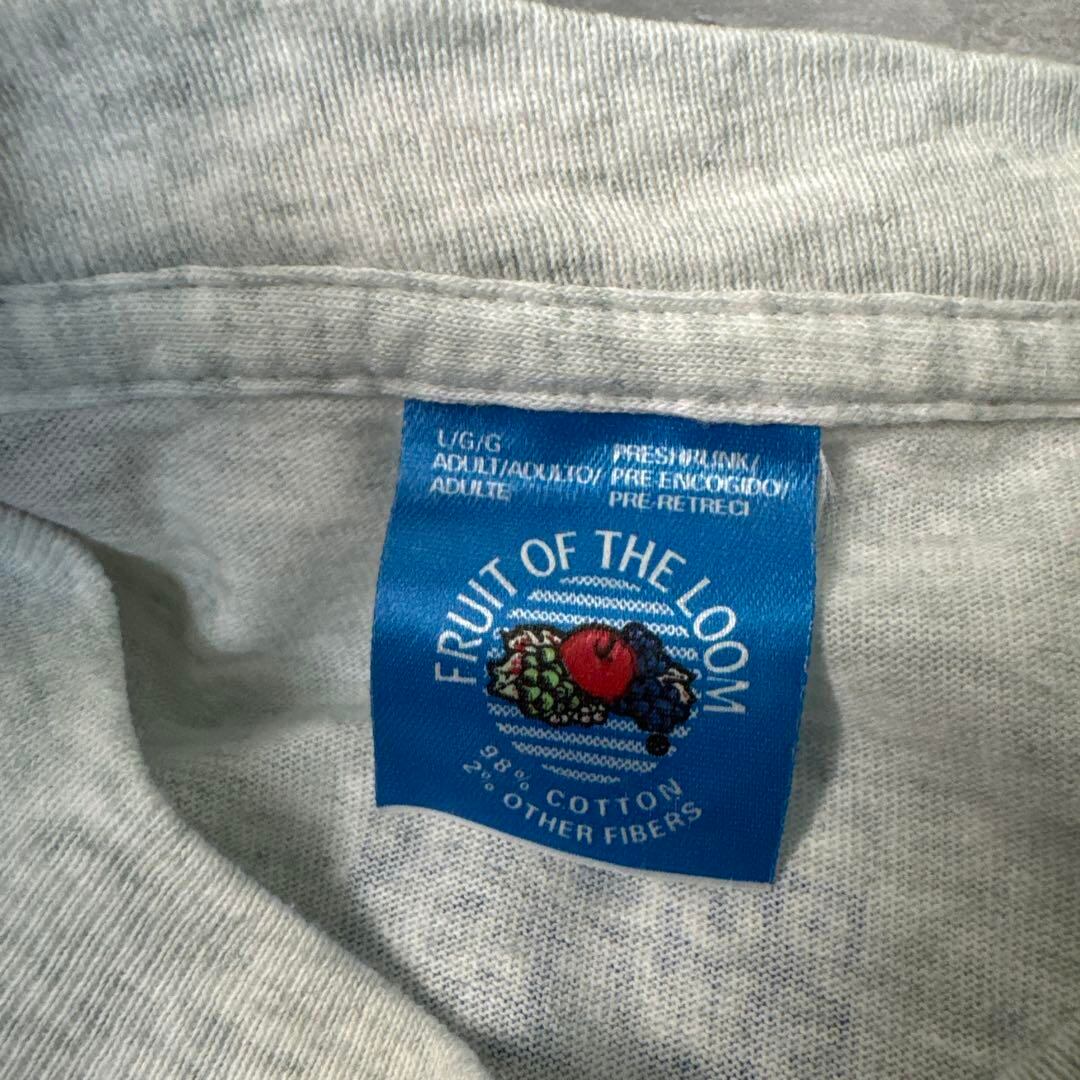 L/G/G
ADULT/ADULTO/
ADULTE
PRESHRUNK/
PRE ENCOGIDO/
PRE-RETRECI
FRUIT OF THE LOOM
98% COTTON
2% OTHER FIBERS